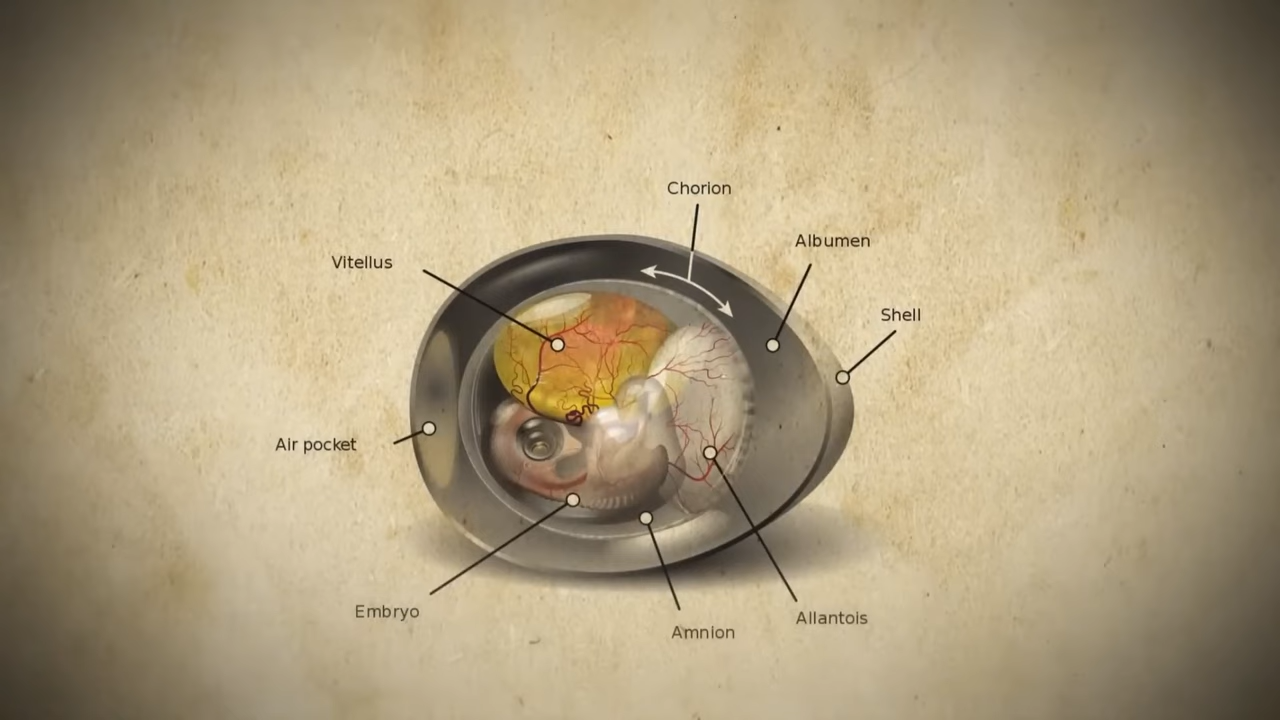 Chorion
Albumen
Vitellus
Shell
Air pocket
Embryo
Allantois
Amnion